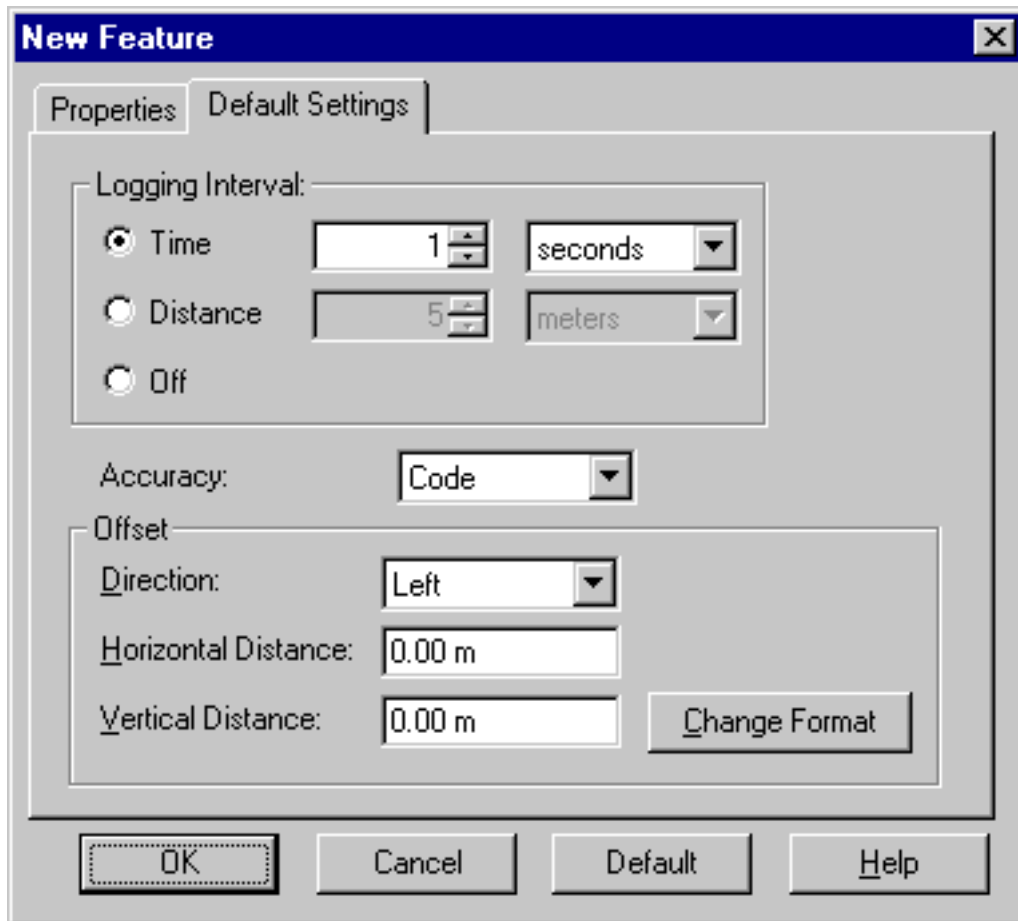 New Feature
Properties Default Settings
Logging Interval:
Time 1 seconds
Distance 5 meters
Off
Accuracy: Code
Offset
Direction: Left
Horizontal Distance: 0.00 m
Vertical Distance: 0.00 m Change Format
OK Cancel Default Help